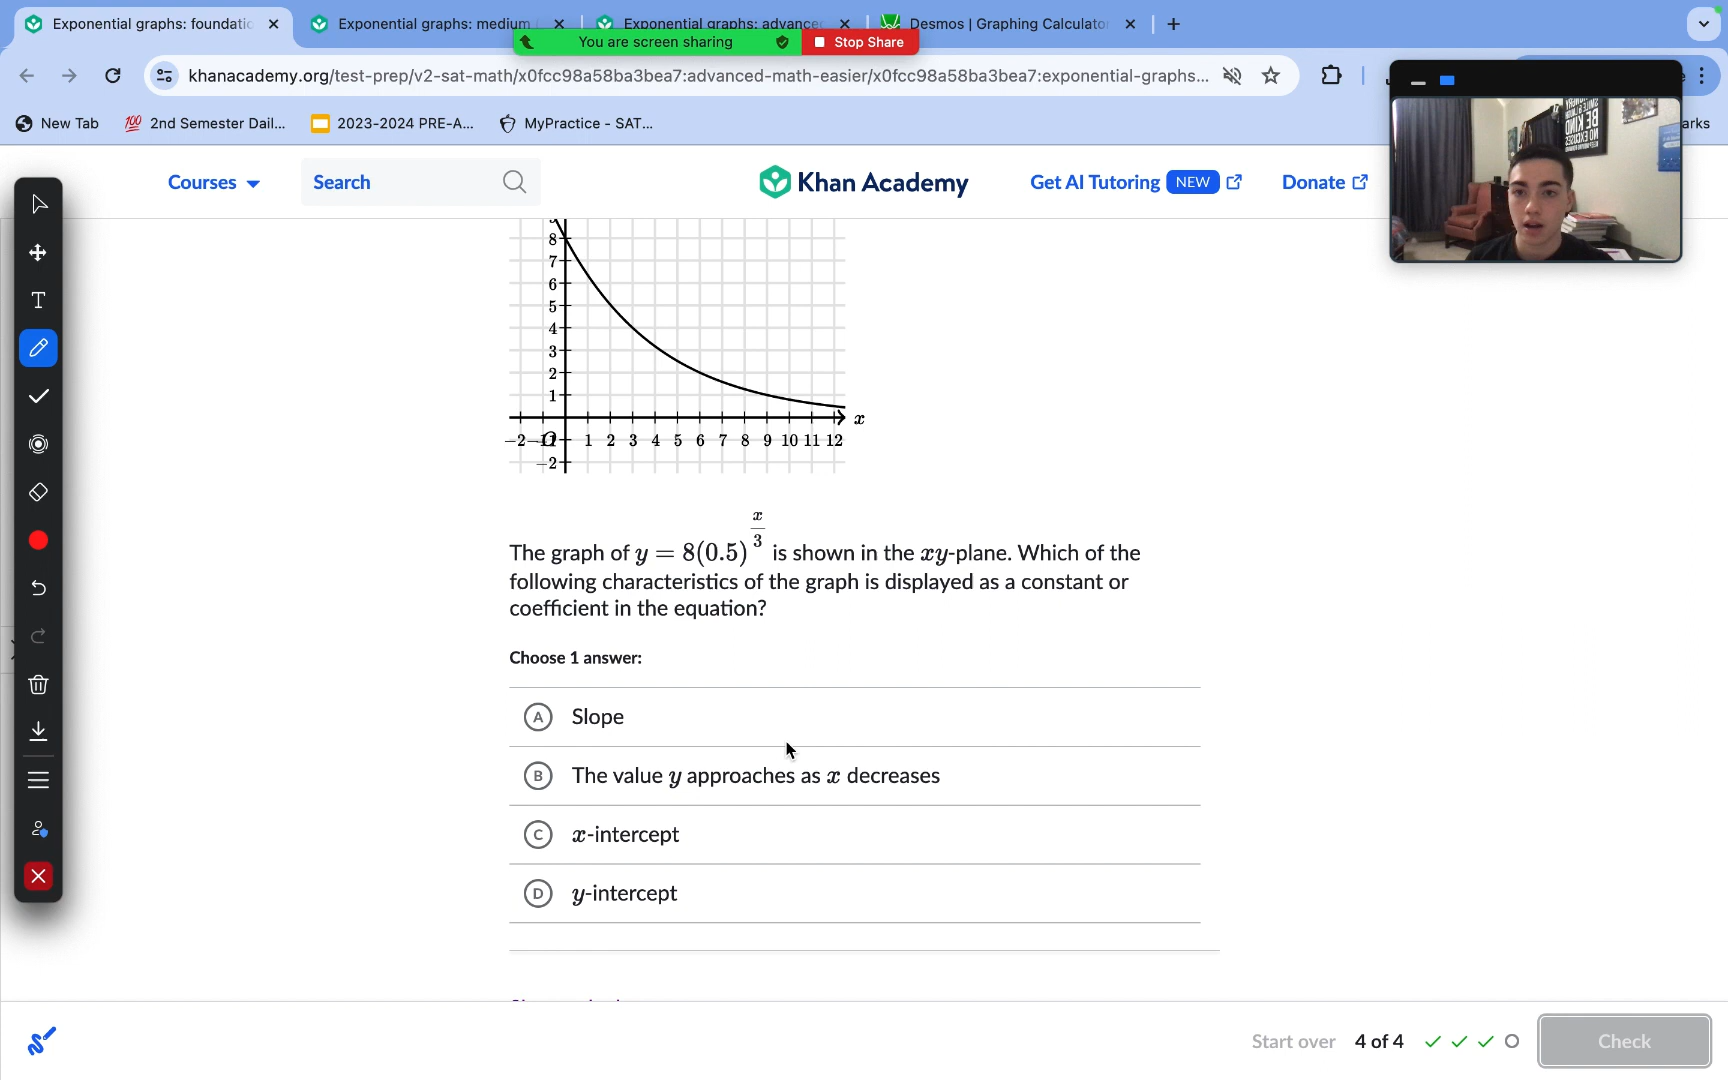 Exponential graphs: foundatio
Exponential graphs: medium
Exponential graphs: advance
Desmos | Graphing Calculato
You are screen sharing
Stop Share
khanacademy.org/test-prep/v2-sat-math/x0fcc98a58ba3bea7:advanced-math-easier/x0fcc98a58ba3bea7:exponential-graphs...
New Tab
2nd Semester Dail...
2023-2024 PRE-A...
MyPractice - SAT...
arks
BE KIND
NO EXCUSES
Courses
Search
Khan Academy
Get AI Tutoring NEW
Donate
8
7
6
5
4
3
2
1
x
1 2 3 4 5 6 7 8 9 10 11 12
−2
−2
The graph of y = 8(0.5)^(x/3) is shown in the xy-plane. Which of the
following characteristics of the graph is displayed as a constant or
coefficient in the equation?
Choose 1 answer:
A Slope
B The value y approaches as x decreases
C x-intercept
D y-intercept
Start over 4 of 4 Check